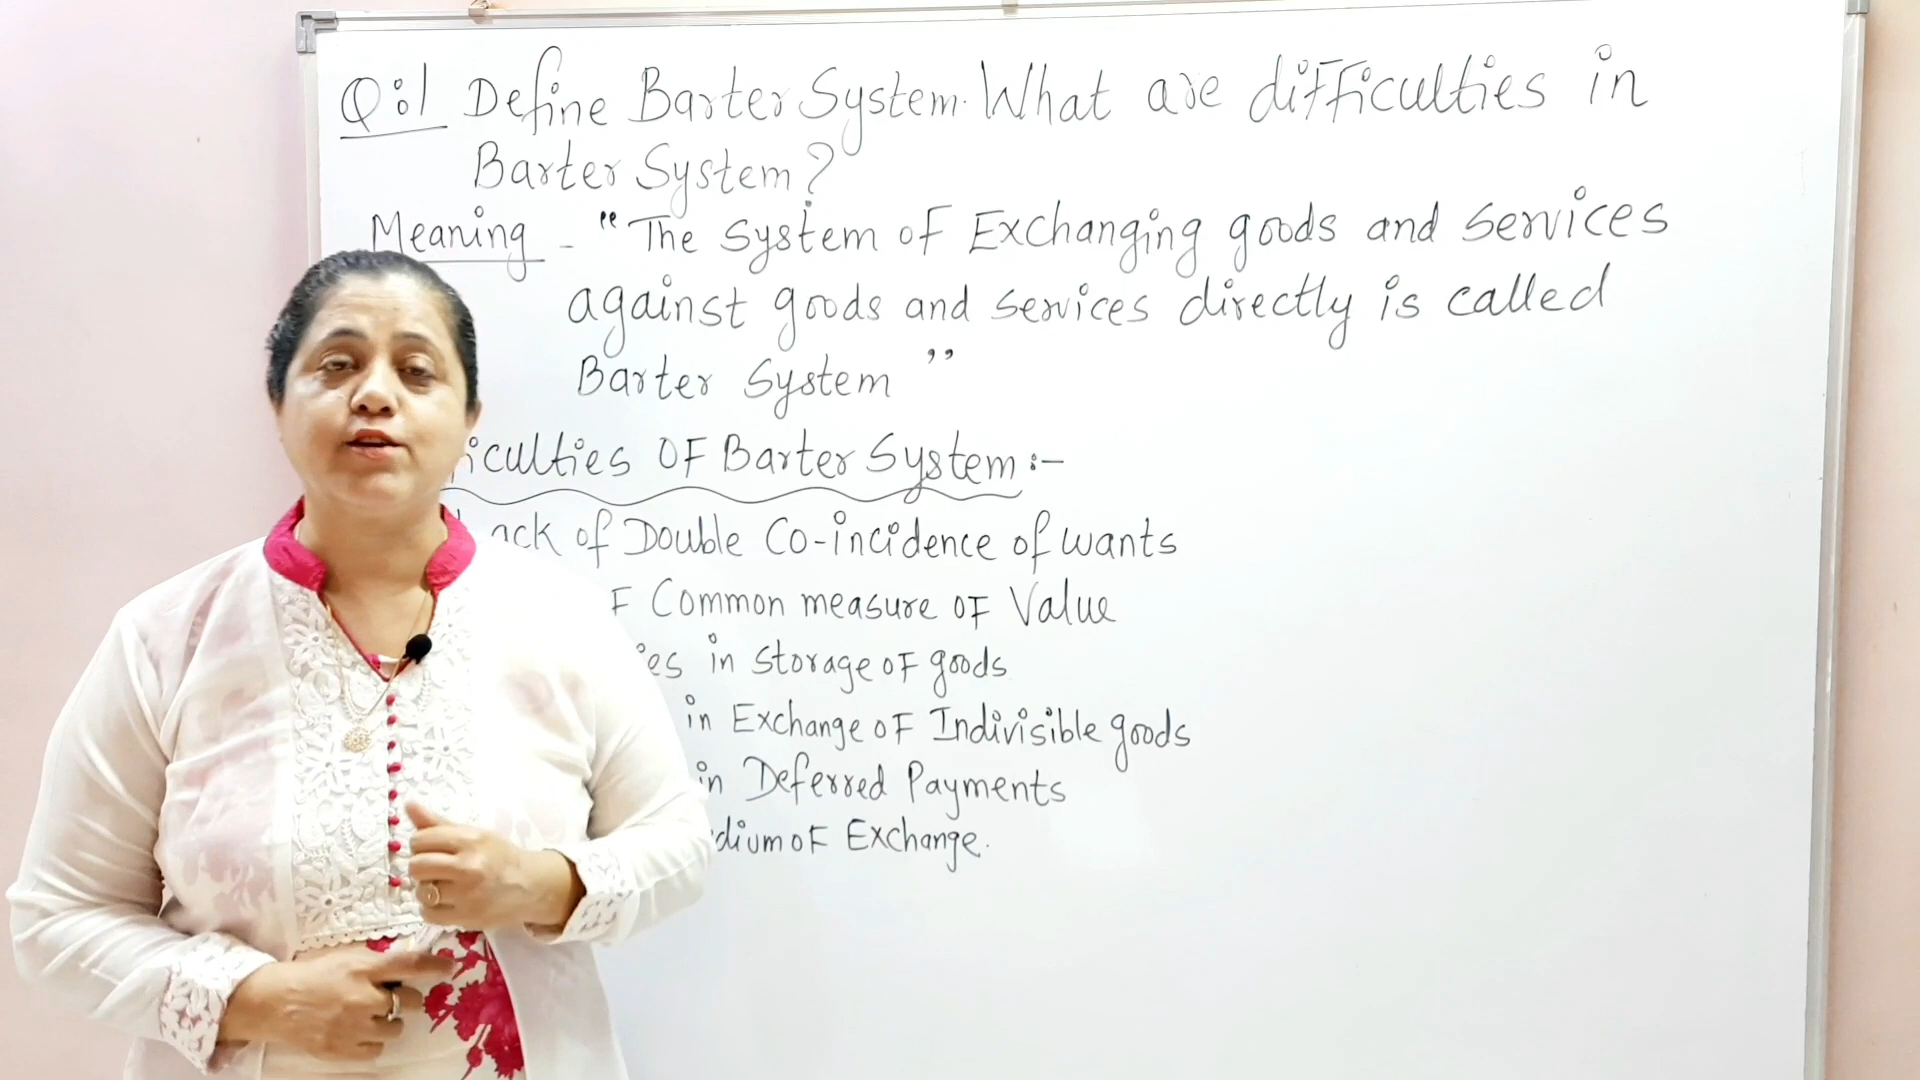 Q:1 Define Barter System. What are difficulties in
Barter System?
Meaning - "The System of Exchanging goods and services
against goods and services directly is called
Barter System"
iculties OF Barter System :-
ack of Double Co-incidence of wants
F Common measure OF Value
ies in storage OF goods
in Exchange OF Indivisible goods
in Deferred Payments
dium OF Exchange.